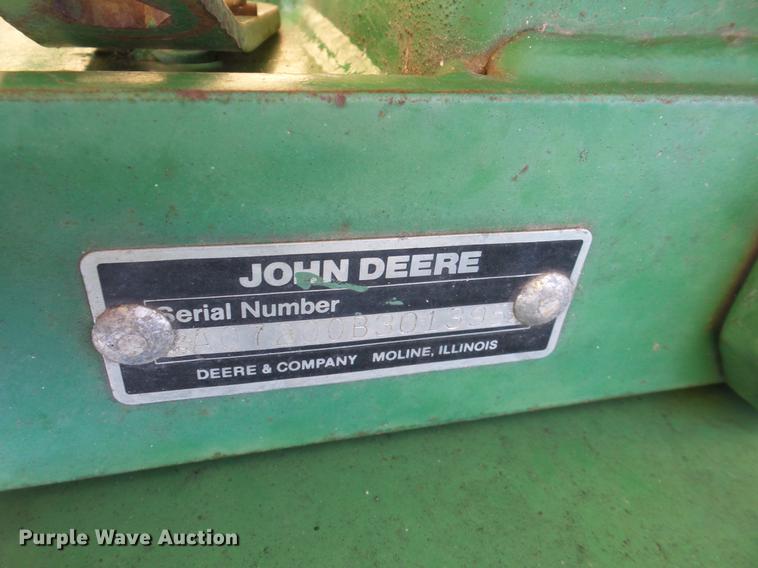 JOHN DEERE
Serial Number
DEERE & COMPANY MOLINE, ILLINOIS
Purple Wave Auction